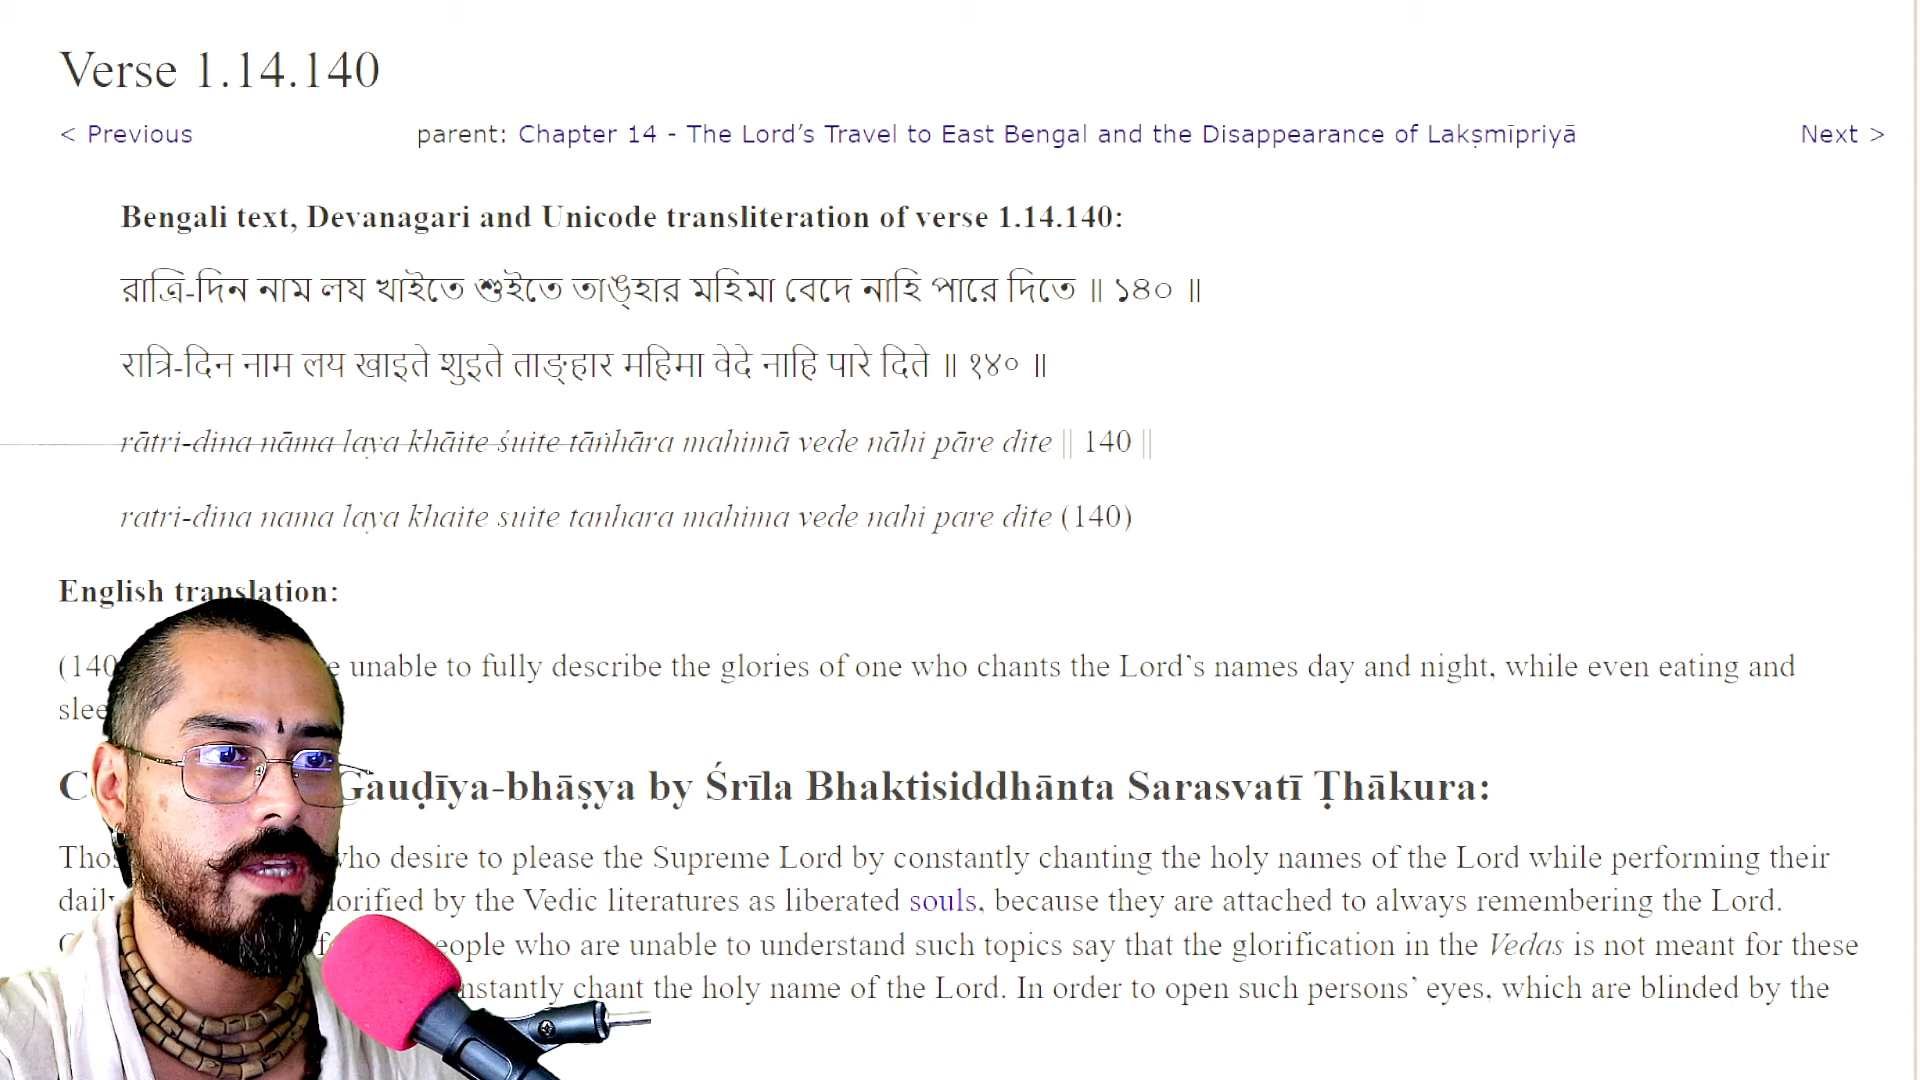 Verse 1.14.140
< Previous parent: Chapter 14 - The Lord’s Travel to East Bengal and the Disappearance of Lakṣmīpriyā Next >
Bengali text, Devanagari and Unicode transliteration of verse 1.14.140:
রাত্রি-দিন নাম লয খাইতে শুইতে তাঙ্হার মহিমা বেদে নাহি পারে দিতে ॥ ১৪০ ॥
रात्रि-दिन नाम लय खाइते शुइते ताङ्हार महिमा वेदे नाहि पारे दिते ॥ १४० ॥
rātri-dina nāma laya khāite śuite tāṅhāra mahimā vede nāhi pāre dite || 140 ||
ratri-dina nama laya khaite suite tanhara mahima vede nahi pare dite (140)
English translation:
(140 unable to fully describe the glories of one who chants the Lord’s names day and night, while even eating and
slee
Gauḍīya-bhāṣya by Śrīla Bhaktisiddhānta Sarasvatī Ṭhākura:
who desire to please the Supreme Lord by constantly chanting the holy names of the Lord while performing their
daily lorified by the Vedic literatures as liberated souls, because they are attached to always remembering the Lord.
eople who are unable to understand such topics say that the glorification in the Vedas is not meant for these
nstantly chant the holy name of the Lord. In order to open such persons’ eyes, which are blinded by the